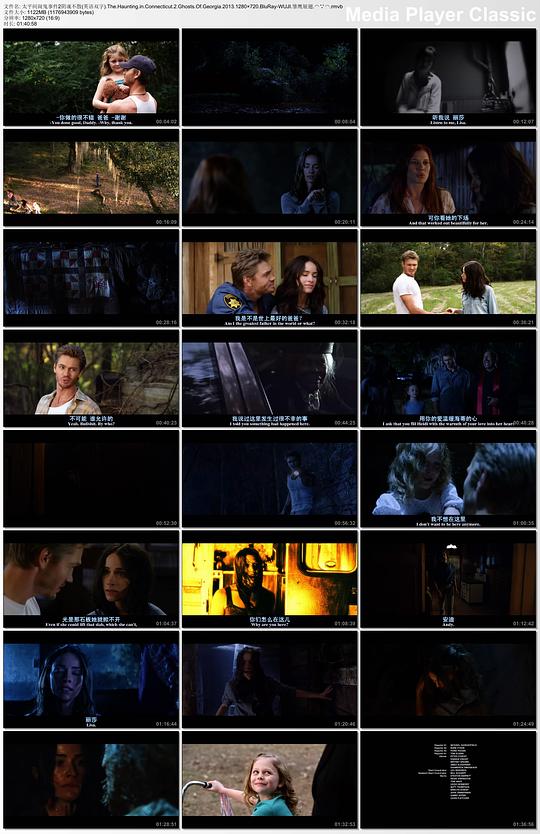 文件名: 太平间闹鬼事件2阴魂不散[英语双字].The.Haunting.in.Connecticut.2.Ghosts.Of.Georgia.2013.1280×720.BluRay-WUJI
.rmvb
文件大小: 1122MB (1176943909 bytes)
分辨率: 1280x720 (16:9)
时长: 01:40:58
Media Player Classic
-你做的很不错 爸爸 -谢谢
-You done good, Daddy. -Why, thank you.
00:04:02
00:08:04
听我说 丽莎
Listen to me, Lisa.
00:12:07
00:16:09
00:20:11
可你看她的下场
And that worked out beautifully for her.
00:24:14
00:28:16
我是不是世上最好的爸爸?
Am I the greatest father in the world or what?
00:32:18
00:36:21
不可能 谁允许的
Yeah. Bullshit. By who?
00:40:23
我说过这里发生过很不幸的事
I told you something bad happened here.
00:44:25
用你的爱温暖海蒂的心
I ask that you fill Heidi with the warmth of your love into her heart
00:48:28
00:52:30
00:56:32
我不想在这里
I don't want to be here anymore.
01:00:35
光是那石板她就掀不开
Even if she could lift that slab, which she can't,
01:04:37
你们怎么在这儿
Why are you here?
01:08:39
安迪
Andy.
01:12:42
丽莎
Lisa.
01:16:44
01:20:46
01:24:49
01:28:51
01:32:53
01:36:56